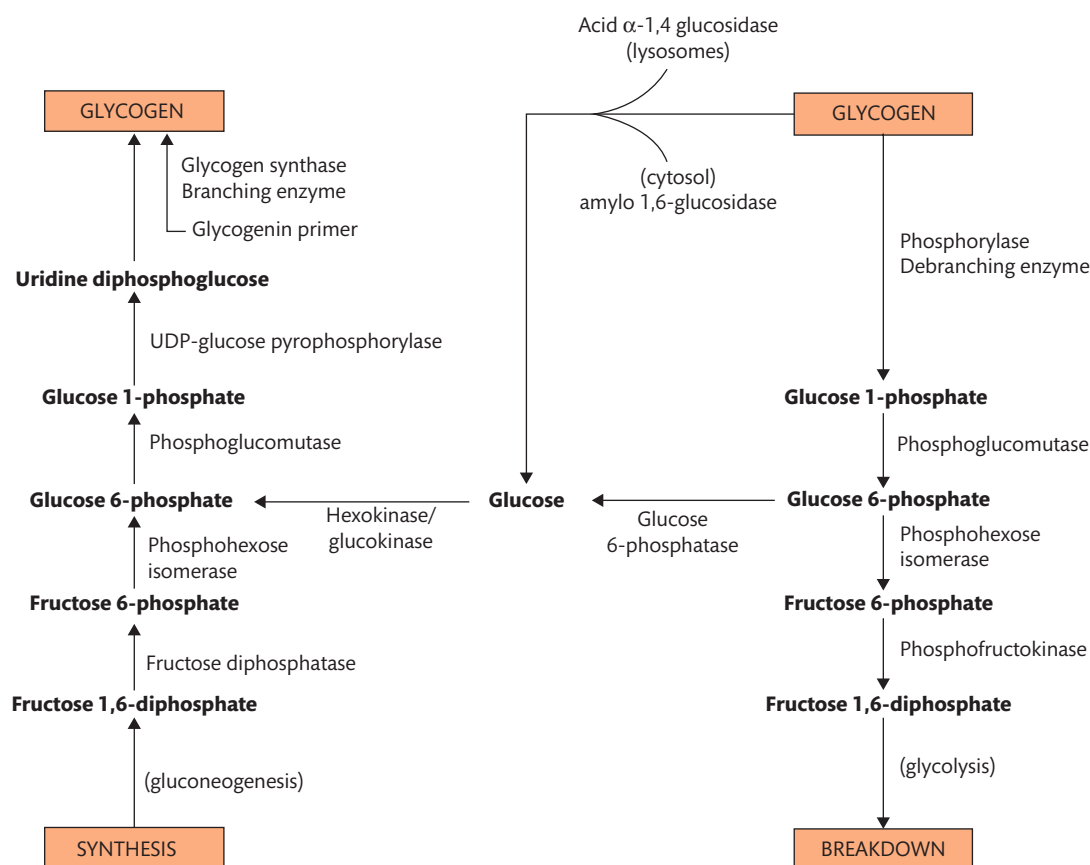 Acid α-1,4 glucosidase
(lysosomes)
GLYCOGEN
GLYCOGEN
Glycogen synthase
Branching enzyme
(cytosol)
amylo 1,6-glucosidase
Glycogenin primer
Phosphorylase
Debranching enzyme
Uridine diphosphoglucose
UDP-glucose pyrophosphorylase
Glucose 1-phosphate
Glucose 1-phosphate
Phosphoglucomutase
Phosphoglucomutase
Glucose 6-phosphate
Glucose
Glucose 6-phosphate
Hexokinase/
glucokinase
Glucose
6-phosphatase
Phosphohexose
isomerase
Phosphohexose
isomerase
Fructose 6-phosphate
Fructose 6-phosphate
Fructose diphosphatase
Phosphofructokinase
Fructose 1,6-diphosphate
Fructose 1,6-diphosphate
(gluconeogenesis)
(glycolysis)
SYNTHESIS
BREAKDOWN